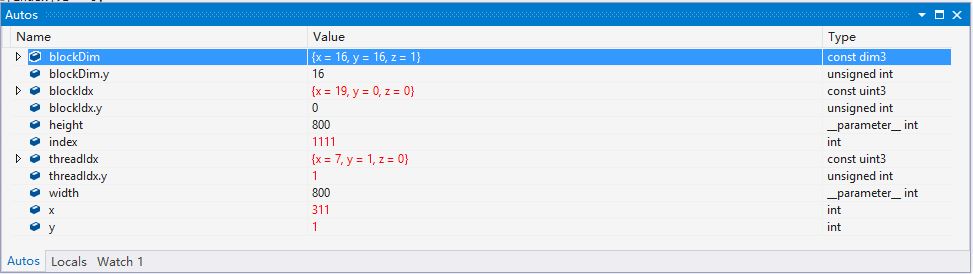 Autos
Name Value Type
blockDim {x = 16, y = 16, z = 1} const dim3
blockDim.y 16 unsigned int
blockIdx {x = 19, y = 0, z = 0} const uint3
blockIdx.y 0 unsigned int
height 800 __parameter__ int
index 1111 int
threadIdx {x = 7, y = 1, z = 0} const uint3
threadIdx.y 1 unsigned int
width 800 __parameter__ int
x 311 int
y 1 int
Autos Locals Watch 1